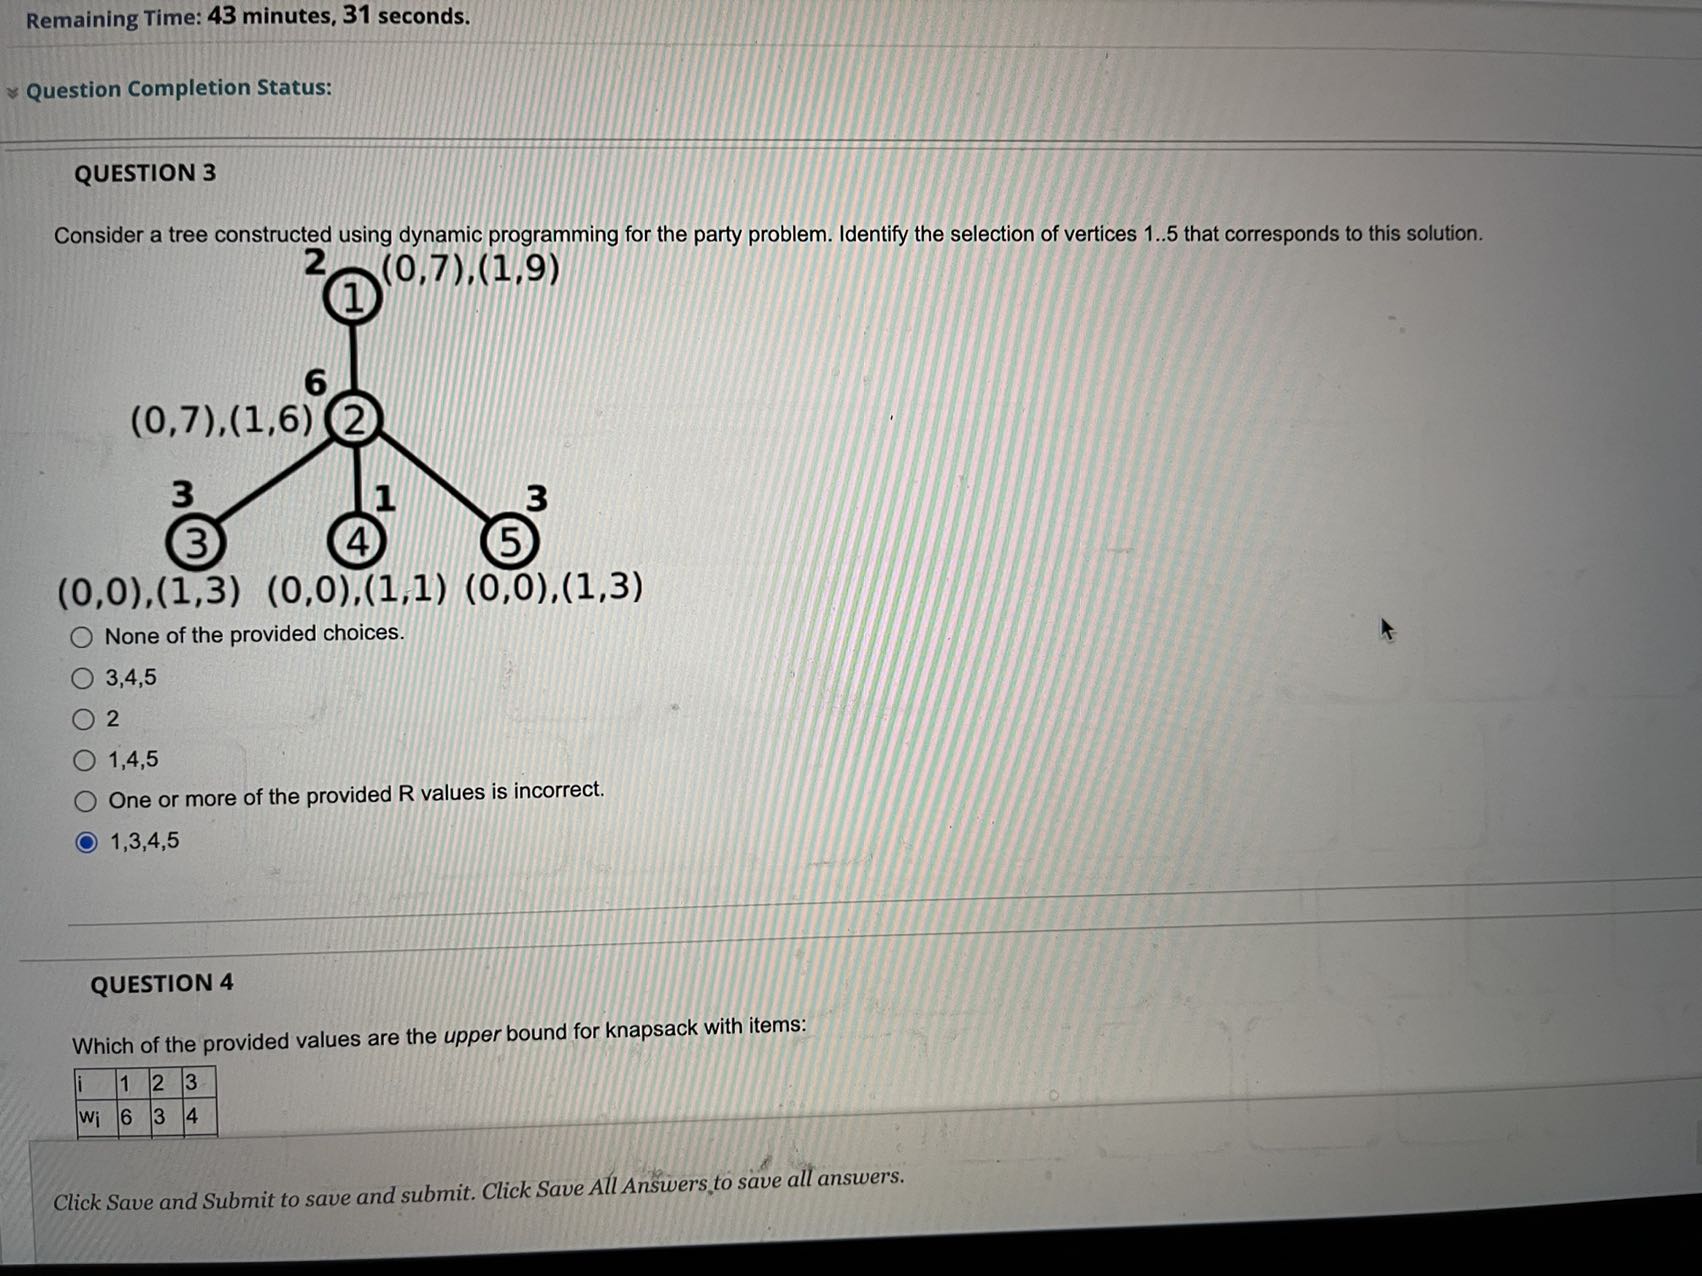 Remaining Time: 43 minutes, 31 seconds.
Question Completion Status:
QUESTION 3
Consider a tree constructed using dynamic programming for the party problem. Identify the selection of vertices 1..5 that corresponds to this solution.
2 (0,7),(1,9)
1
6
(0,7),(1,6) 2
3 1 3
3 4 5
(0,0),(1,3) (0,0),(1,1) (0,0),(1,3)
None of the provided choices.
3,4,5
2
1,4,5
One or more of the provided R values is incorrect.
1,3,4,5
QUESTION 4
Which of the provided values are the upper bound for knapsack with items:
i 1 2 3
wi 6 3 4
Click Save and Submit to save and submit. Click Save All Answers to save all answers.